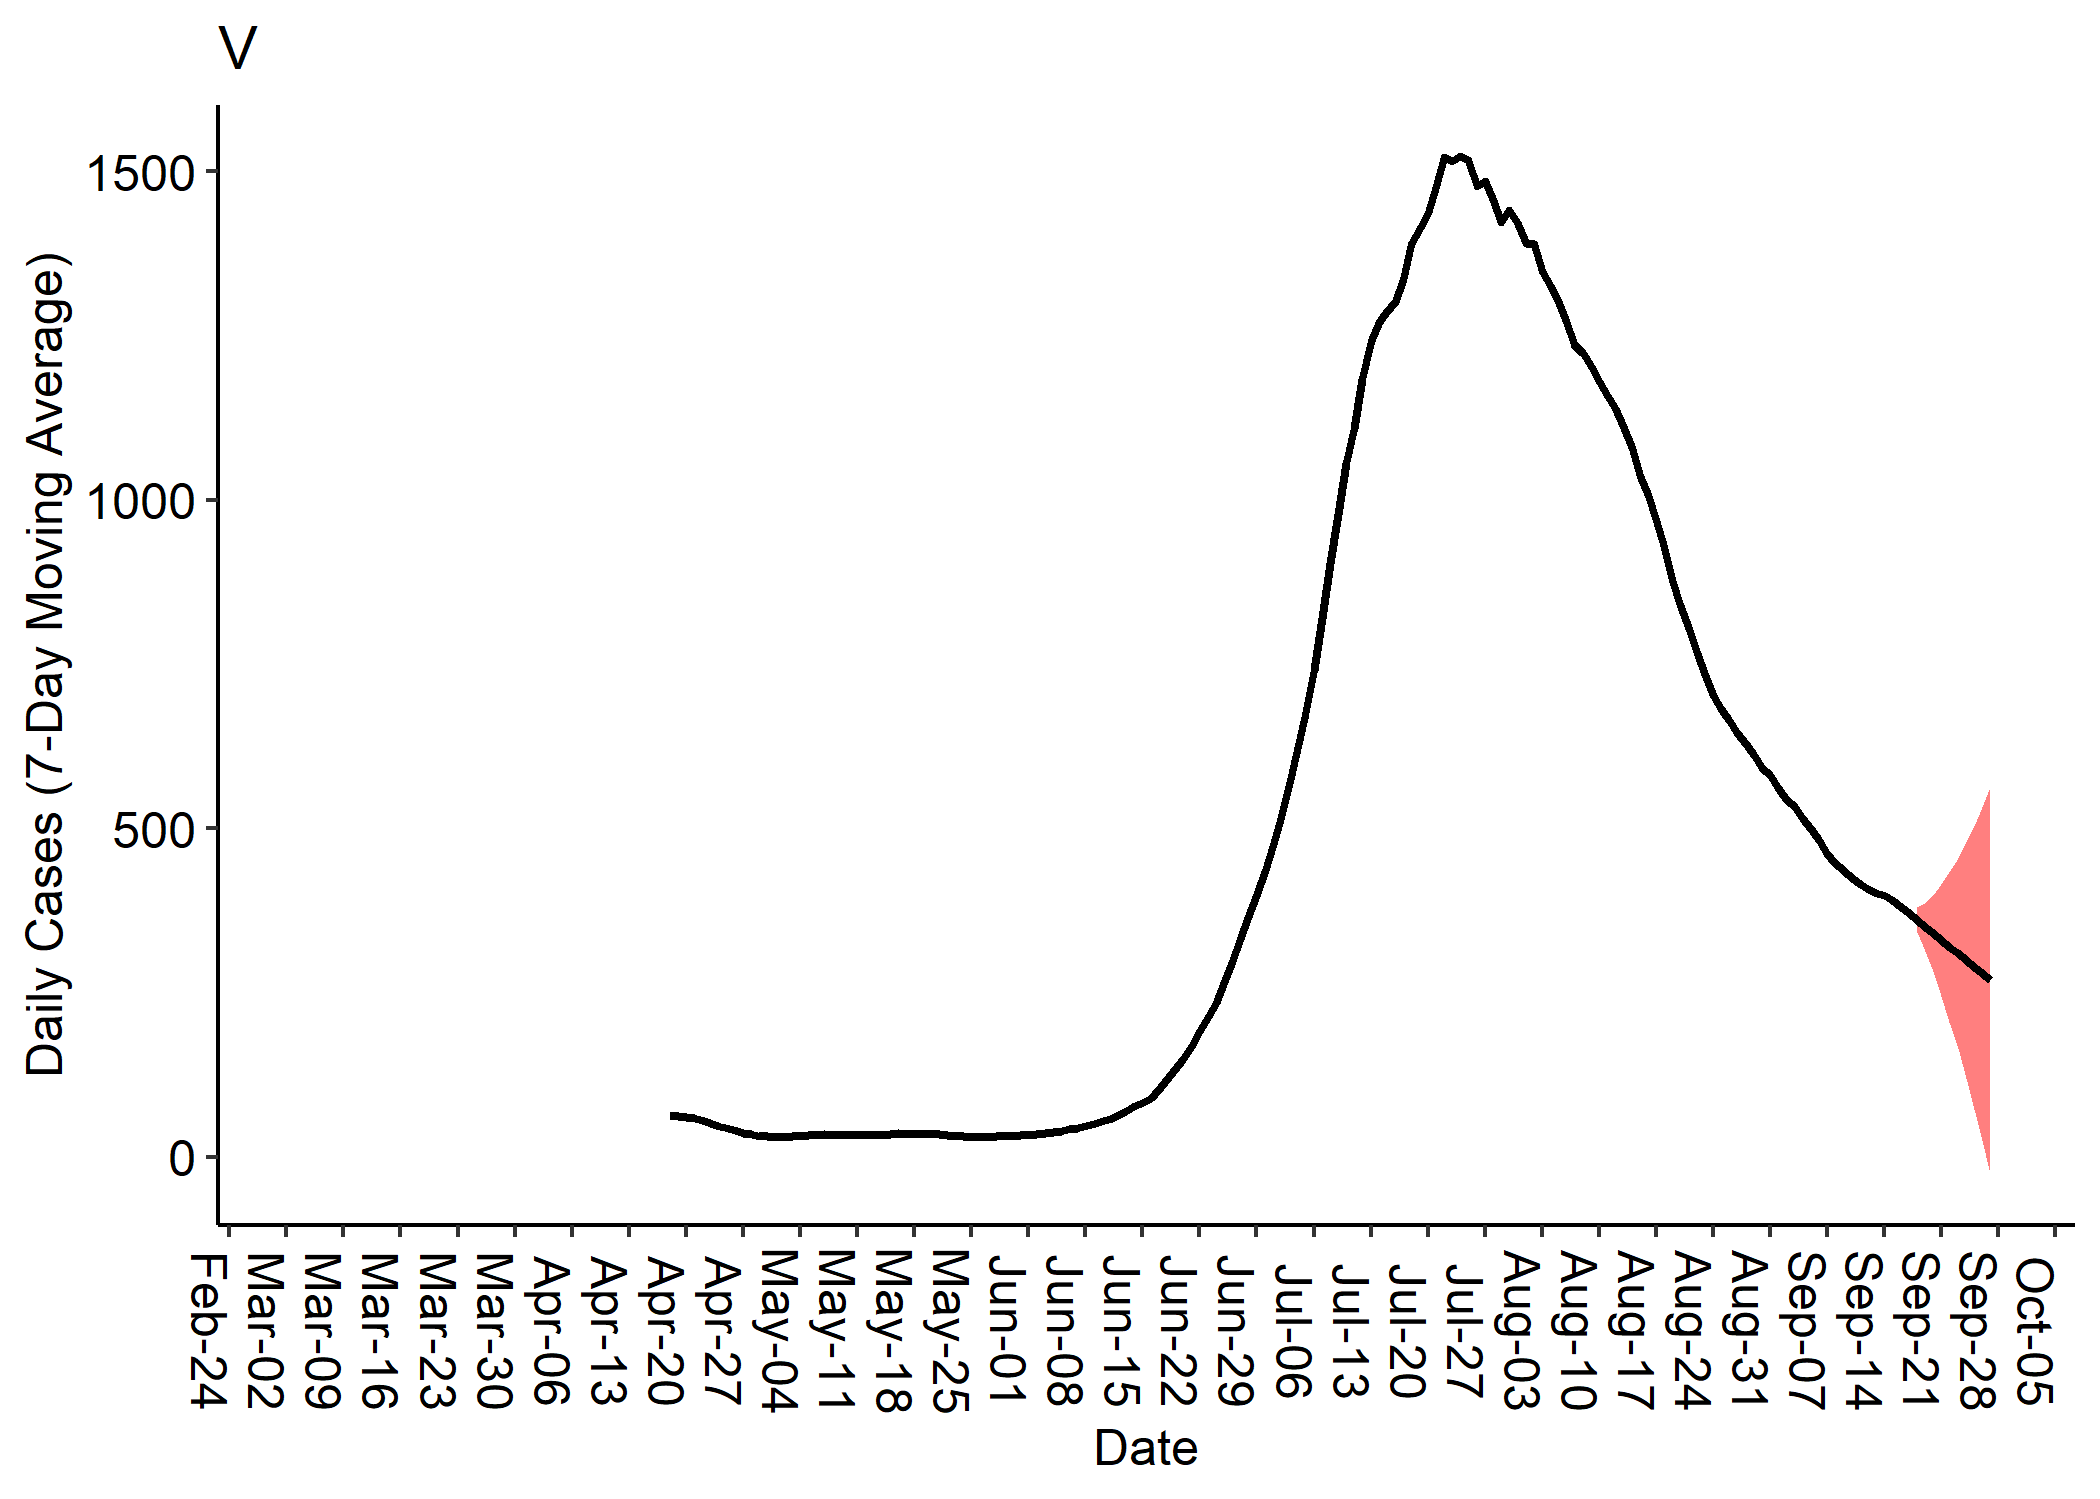 V
Daily Cases (7-Day Moving Average)
1500
1000
500
0
Feb-24
Mar-02
Mar-09
Mar-16
Mar-23
Mar-30
Apr-06
Apr-13
Apr-20
Apr-27
May-04
May-11
May-18
May-25
Jun-01
Jun-08
Jun-15
Jun-22
Jun-29
Jul-06
Jul-13
Jul-20
Jul-27
Aug-03
Aug-10
Aug-17
Aug-24
Aug-31
Sep-07
Sep-14
Sep-21
Sep-28
Oct-05
Date